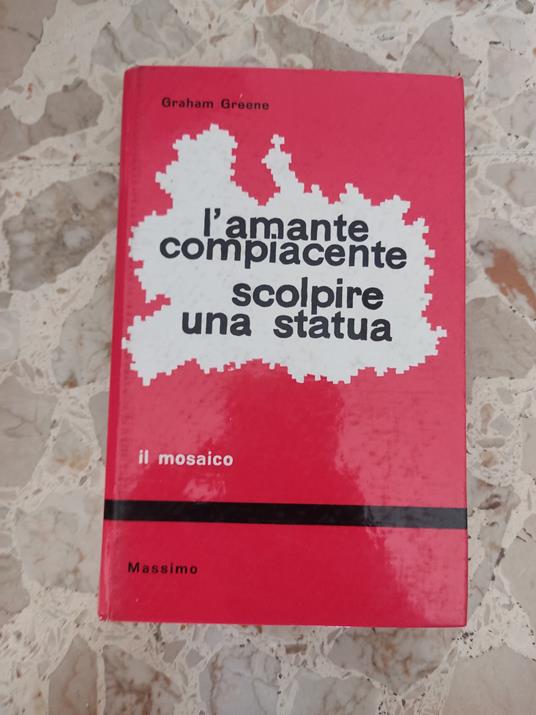 Graham Greene
l'amante
compiacente
scolpire
una statua
il mosaico
Massimo